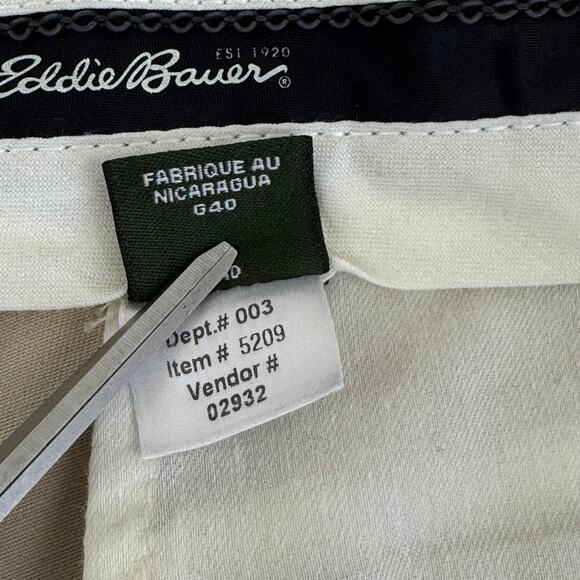 EST 1920
Eddie Bauer®
FABRIQUE AU
NICARAGUA
G40
Dept.# 003
Item # 5209
Vendor #
02932